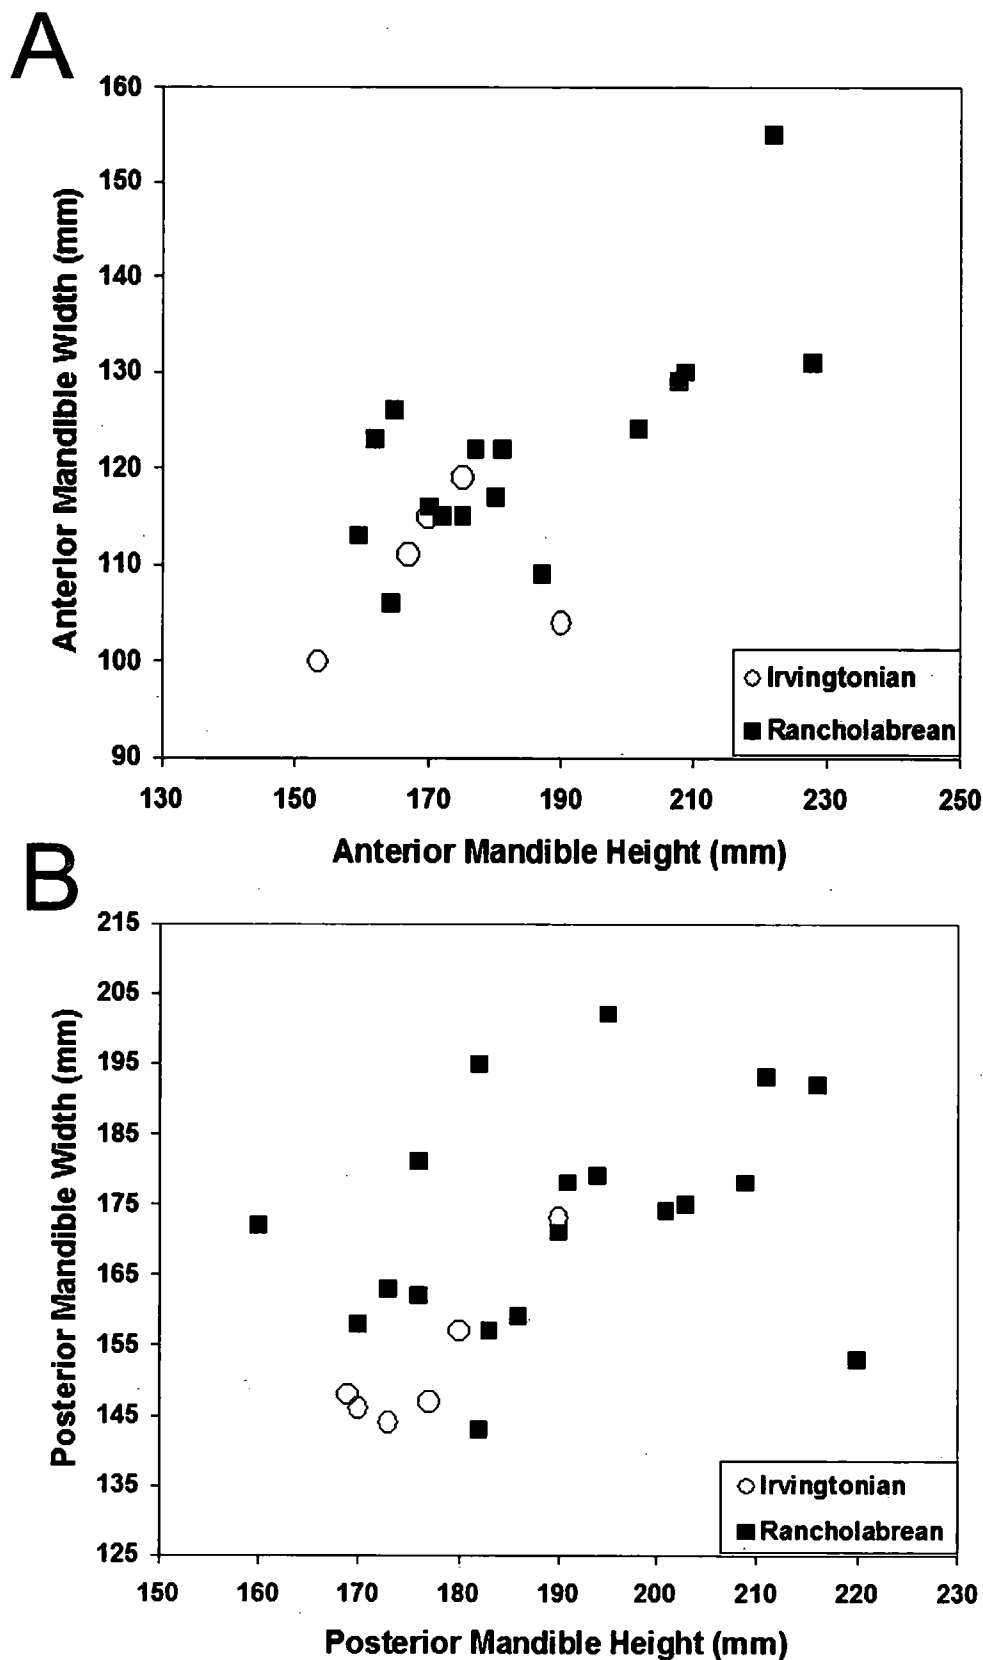 A
160
150
140
130
120
110
100
90
Anterior Mandible Width (mm)
Irvingtonian
Rancholabrean
130 150 170 190 210 230 250
Anterior Mandible Height (mm)
B
215
205
195
185
175
165
155
145
135
125
Posterior Mandible Width (mm)
Irvingtonian
Rancholabrean
150 160 170 180 190 200 210 220 230
Posterior Mandible Height (mm)